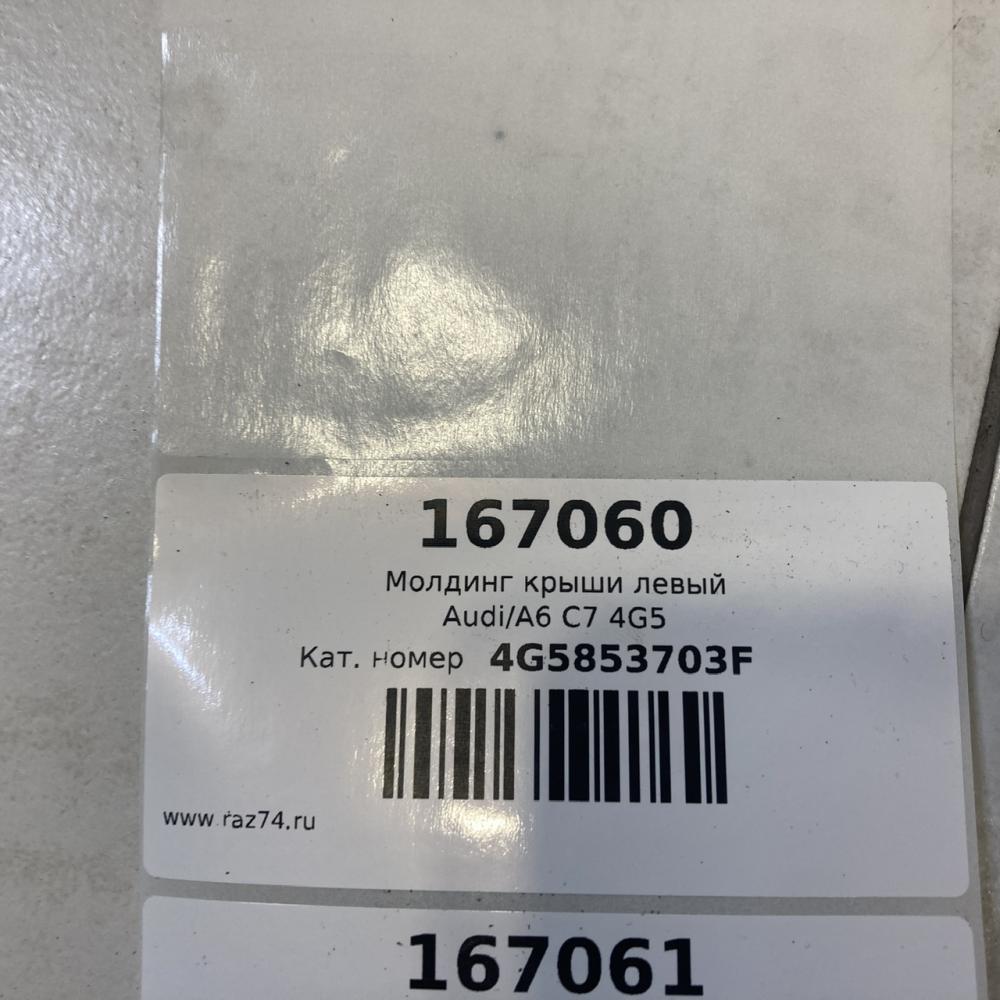 167060
Молдинг крыши левый
Audi/A6 C7 4G5
Кат. номер 4G5853703F
www.raz74.ru
167061